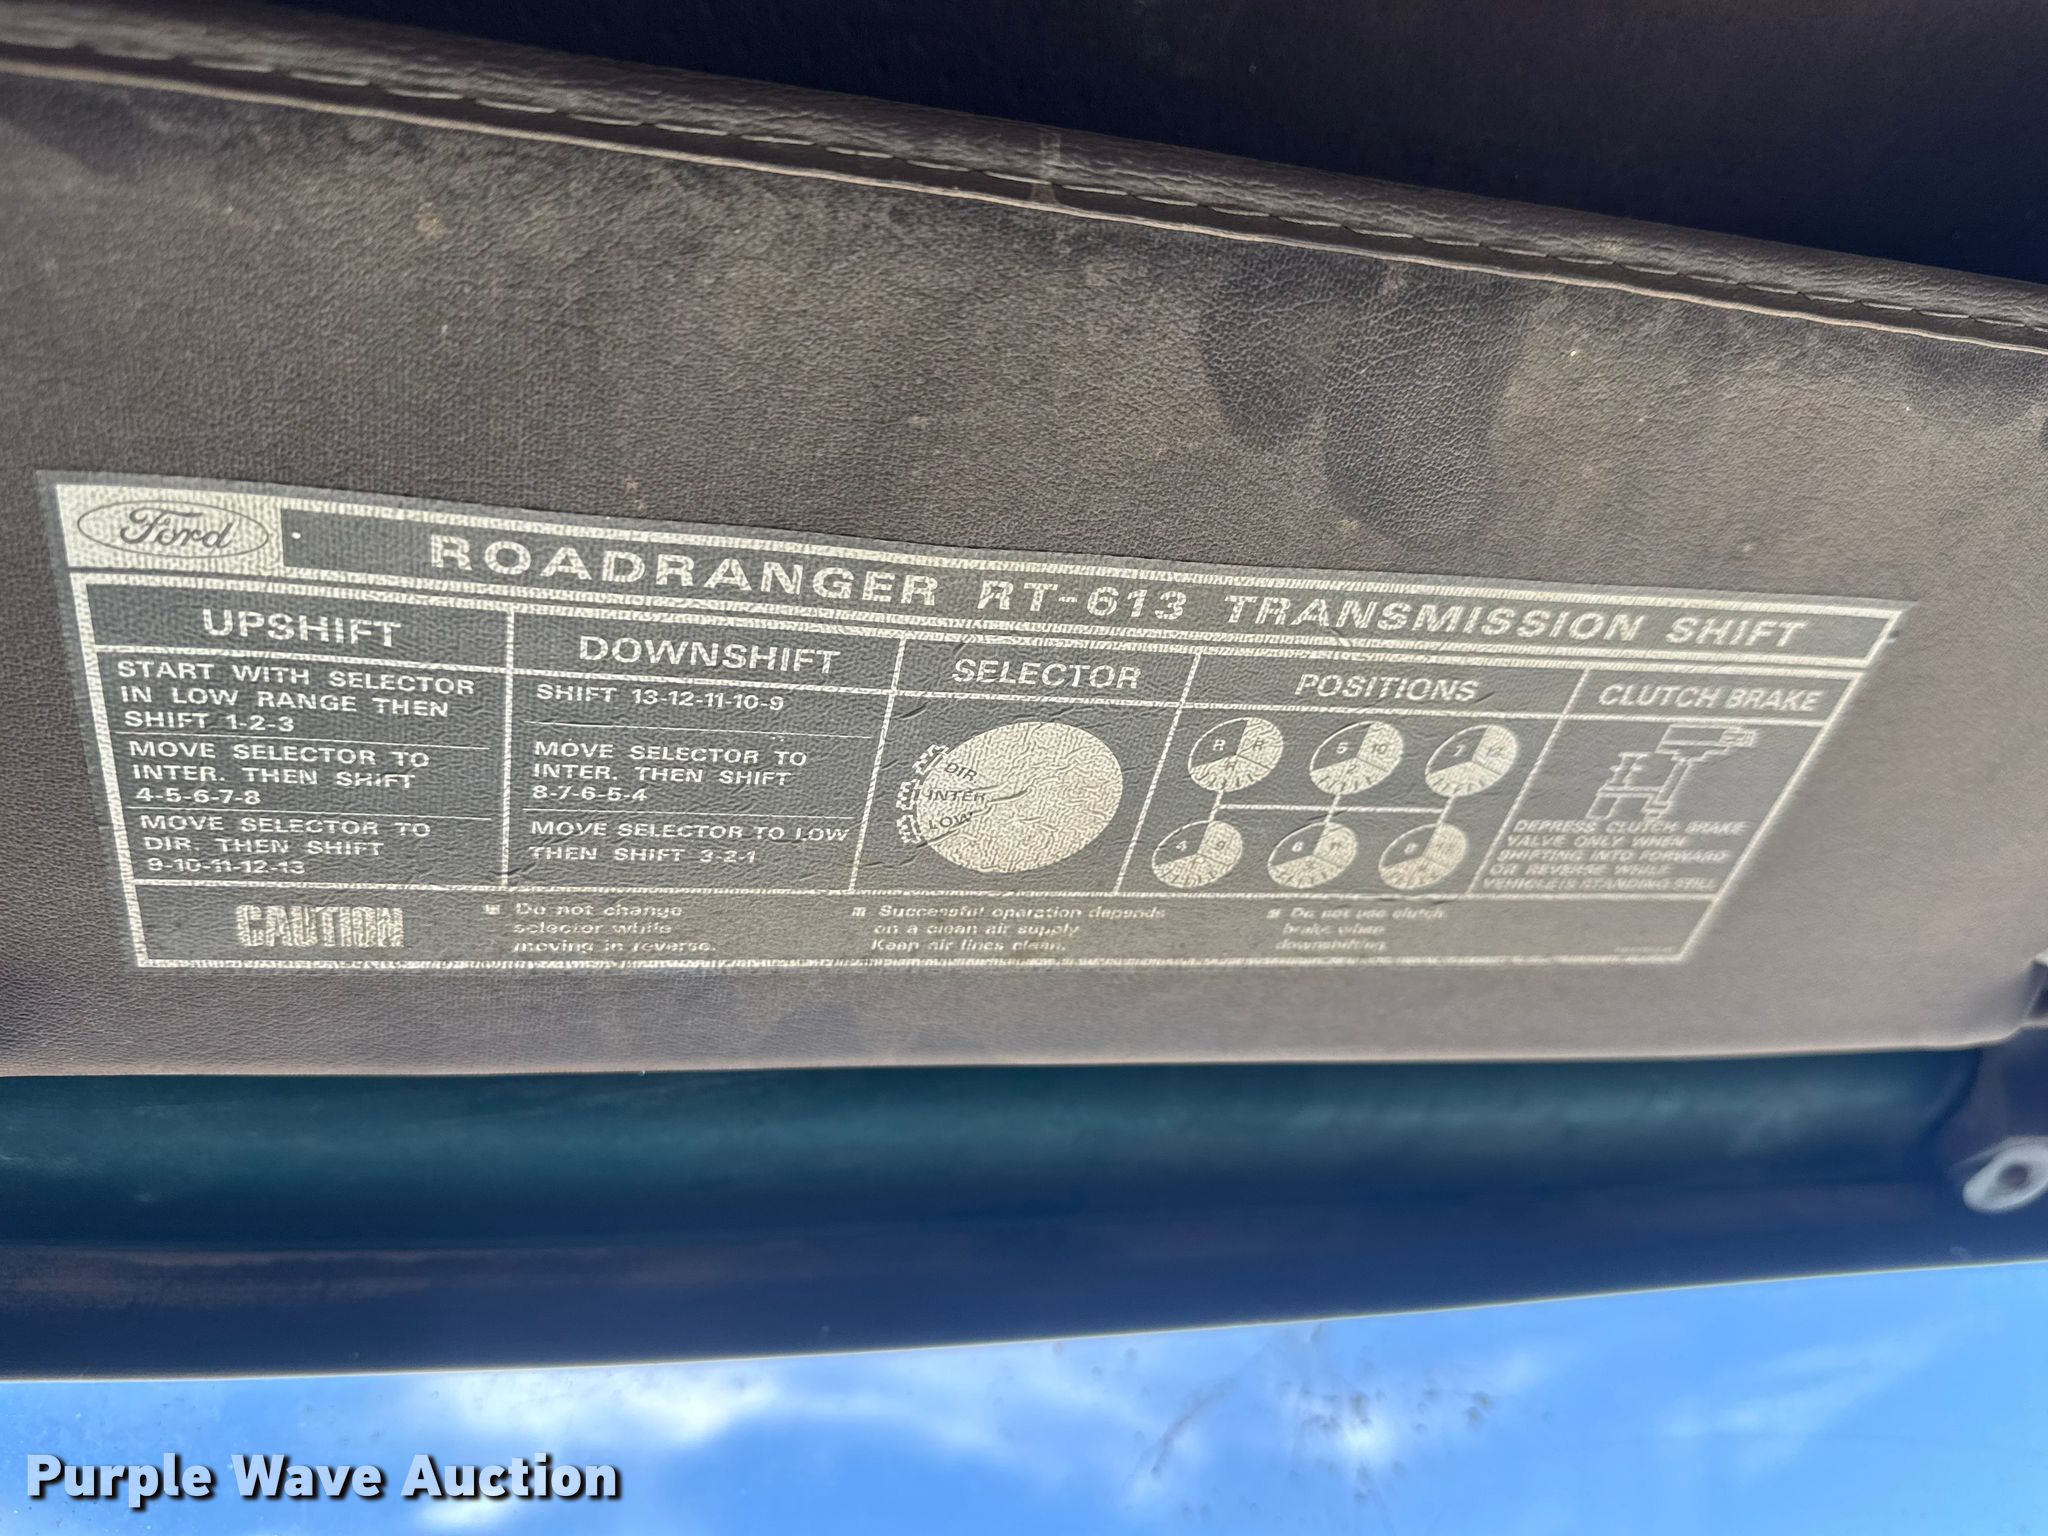 Ford
ROADRANGER RT-613 TRANSMISSION SHIFT
UPSHIFT
START WITH SELECTOR
IN LOW RANGE THEN
SHIFT 1-2-3
MOVE SELECTOR TO
INTER. THEN SHIFT
4-5-6-7-8
MOVE SELECTOR TO
DIR. THEN SHIFT
9-10-11-12-13
DOWNSHIFT
SHIFT 13-12-11-10-9
MOVE SELECTOR TO
INTER. THEN SHIFT
8-7-6-5-4
MOVE SELECTOR TO LOW
THEN SHIFT 3-2-1
SELECTOR
DIR
INTER
LOW
POSITIONS
R R
5 10
4 9
CLUTCH BRAKE
DEPRESS CLUTCH BRAKE
VALVE ONLY WHEN
SHIFTING INTO FORWARD
OR REVERSE WHILE
VEHICLE IS STANDING STILL
CAUTION
Do not change
selector while
moving in reverse.
Successful operation depends
on a clean air supply
Keep air lines clean.
Do not use clutch
brake when
downshifting.
Purple Wave Auction